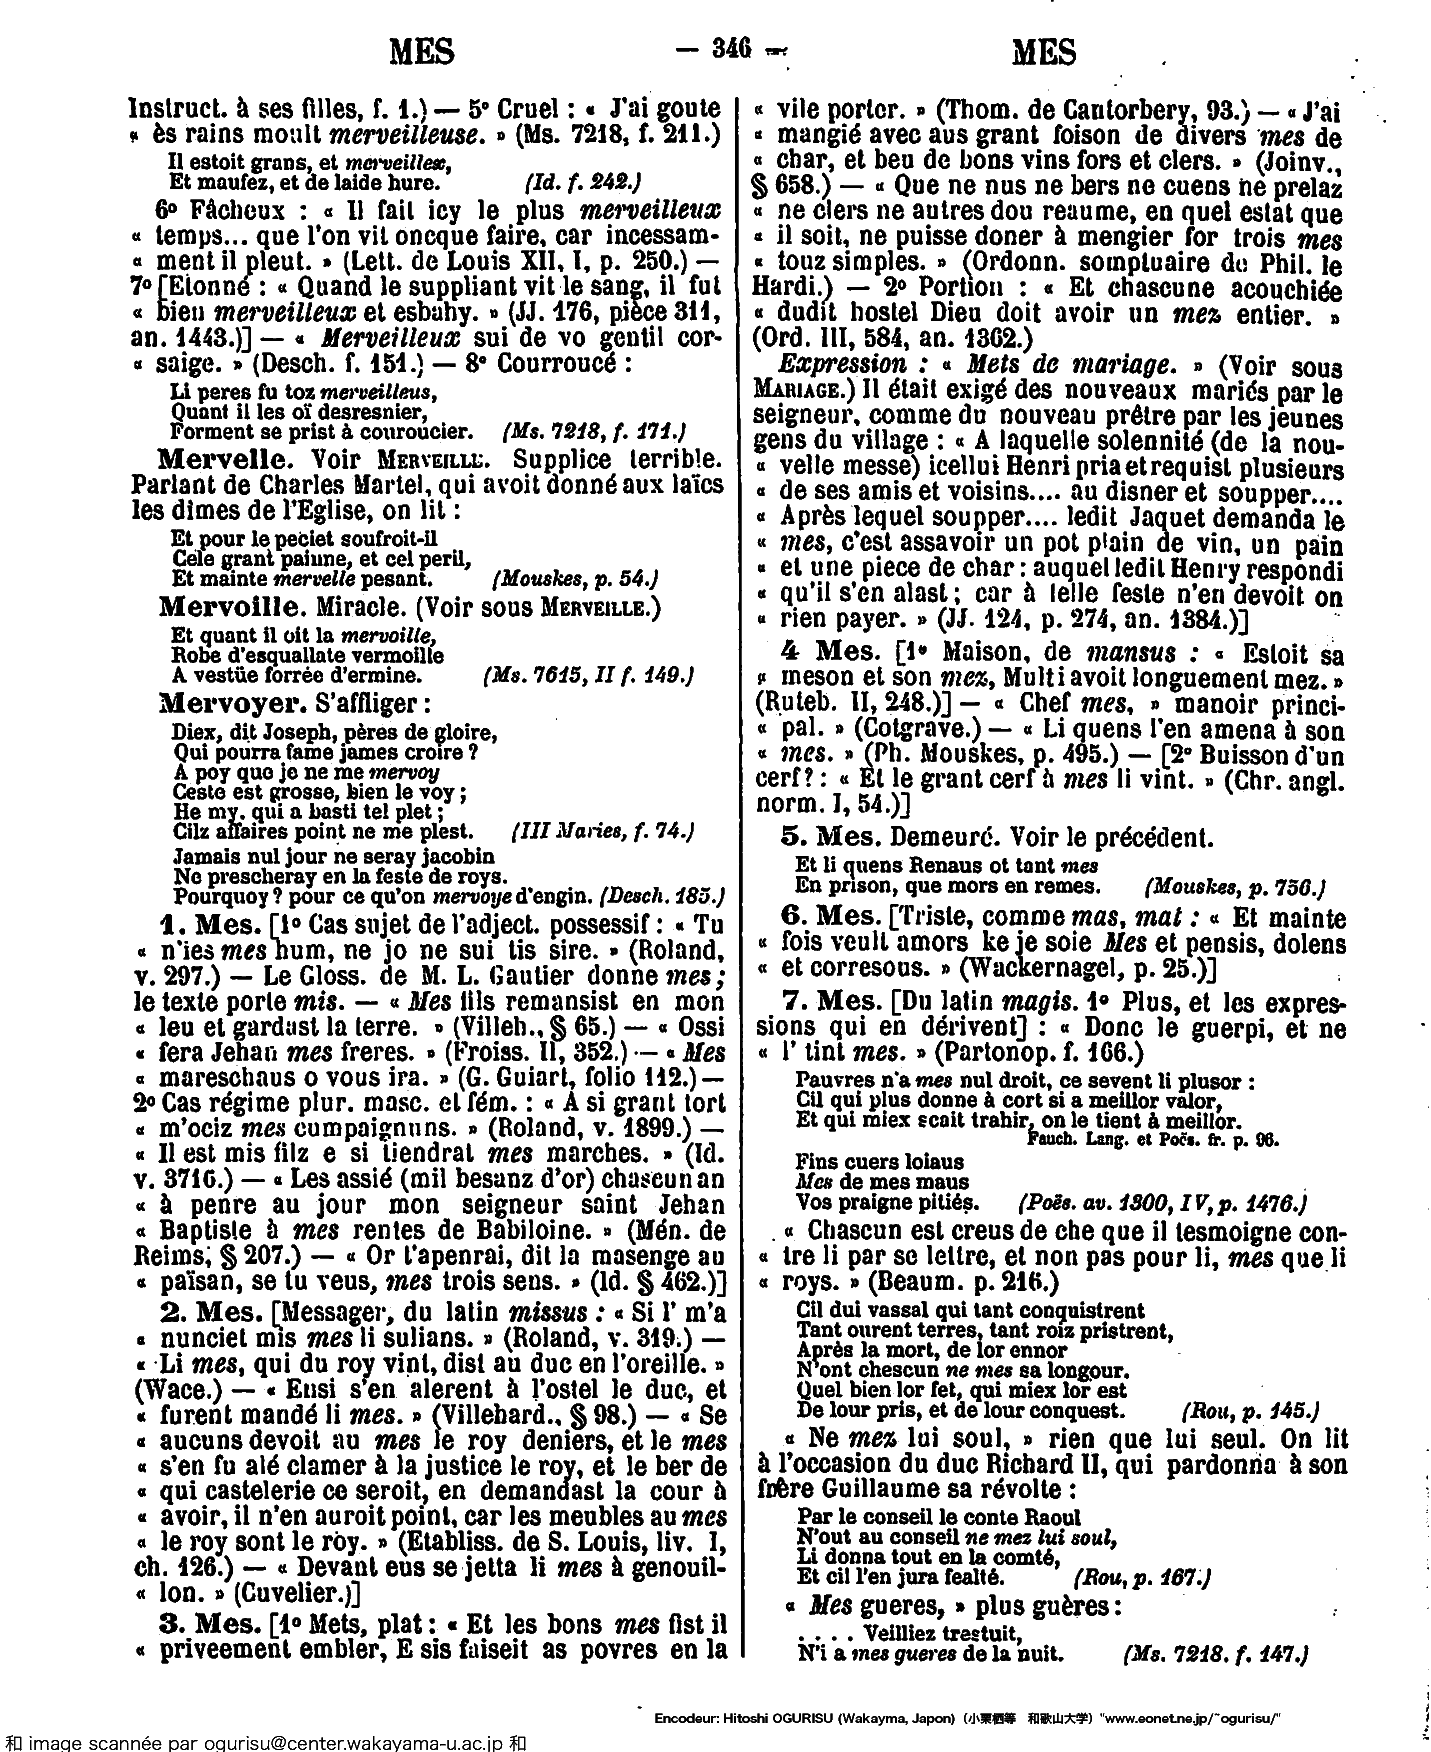 MES
— 346 —
MES
Instruct. à ses filles, f. 1.) — 5º Cruel : « J'ai goute
« ès rains moult merveilleuse. » (Ms. 7218, f. 211.)
Il estoit grans, et merveillex,
Et maufez, et de laide hure. (Id. f. 242.)
6º Fâcheux : « Il fait icy le plus merveilleux
« temps... que l'on vit oncque faire, car incessam-
« ment il pleut. » (Lett. de Louis XII, I, p. 250.) —
7º [Etonné : « Quand le suppliant vit le sang, il fut
« bien merveilleux et esbahy. » (JJ. 176, pièce 311,
an. 1443.)] — « Merveilleux sui de vo gentil cor-
« saige. » (Desch. f. 151.) — 8º Courroucé :
Li peres fu toz merveilleus,
Quant il les oï desresnier,
Forment se prist à couroucier. (Ms. 7218, f. 171.)
Mervelle. Voir MERVEILLE. Supplice terrible.
Parlant de Charles Martel, qui avoit donné aux laïcs
les dîmes de l'Eglise, on lit :
Et pour le peciet soufroit-il
Cele grant paiune, et cel peril,
Et mainte mervelle pesant. (Mouskes, p. 54.)
Mervoille. Miracle. (Voir sous MERVEILLE.)
Et quant il oit la mervoille,
Robe d'esquallate vermoille
A vestüe forrée d'ermine. (Ms. 7615, II f. 149.)
Mervoyer. S'affliger :
Diex, dit Joseph, pères de gloire,
Qui pourra fame james croire ?
A poy que je ne me mervoy
Ceste est grosse, bien le voy ;
He my, qui a basti tel plet ;
Cilz affaires point ne me plest. (III Maries, f. 74.)
Jamais nul jour ne seray jacobin
Ne prescheray en la feste de roys.
Pourquoy ? pour ce qu'on mervoye d'engin. (Desch. 185.)
1. Mes. [1º Cas sujet de l'adject. possessif : « Tu
« n'ies mes hum, ne jo ne sui tis sire. » (Roland,
v. 297.) — Le Gloss. de M. L. Gautier donne mes ;
le texte porte mis. — « Mes fils remansist en mon
« leu et gardast la terre. » (Villeh., § 65.) — « Ossi
« fera Jehan mes freres. » (Froiss. II, 352.) — « Mes
« mareschaus o vous ira. » (G. Guiart, folio 112.) —
2º Cas régime plur. masc. et fém. : « A si grant tort
« m'ociz mes cumpaignuns. » (Roland, v. 1899.) —
« Il est mis filz e si tiendrat mes marches. » (Id.
v. 3716.) — « Les assié (mil besanz d'or) chascun an
« à penre au jour mon seigneur saint Jehan
« Baptiste à mes rentes de Babiloine. » (Mén. de
Reims, § 207.) — « Or t'apenrai, dit la masenge au
« païsan, se tu veus, mes trois sens. » (Id. § 462.)]
2. Mes. [Messager, du latin missus : « Si l' m'a
« nunciet mis mes li sulians. » (Roland, v. 319.) —
« Li mes, qui du roy vint, dist au duc en l'oreille. »
(Wace.) — « Ensi s'en alerent à l'ostel le duc, et
« furent mandé li mes. » (Villehard., § 98.) — « Se
« aucuns devoit au mes le roy deniers, et le mes
« s'en fu alé clamer à la justice le roy, et le ber de
« qui castelerie ce seroit, en demandast la cour à
« avoir, il n'en auroit point, car les meubles au mes
« le roy sont le roy. » (Etabliss. de S. Louis, liv. I,
ch. 126.) — « Devant eus se jetta li mes à genouil-
« lon. » (Cuvelier.)]
3. Mes. [1º Mets, plat : « Et les bons mes fist il
« priveement embler, E sis faiseit as povres en la
« vile porter. » (Thom. de Cantorbery, 93.) — « J'ai
« mangié avec aus grant foison de divers mes de
« char, et beu de bons vins fors et clers. » (Joinv.,
§ 658.) — « Que ne nus ne bers ne cuens ne prelaz
« ne clers ne autres dou reaume, en quel estat que
« il soit, ne puisse doner à mengier for trois mes
« touz simples. » (Ordonn. somptuaire de Phil. le
Hardi.) — 2º Portion : « Et chascune acouchiée
« dudit hostel Dieu doit avoir un mez entier. »
(Ord. III, 584, an. 1362.)
Expression : « Mets de mariage. » (Voir sous
MARIAGE.) Il était exigé des nouveaux mariés par le
seigneur, comme du nouveau prêtre par les jeunes
gens du village : « A laquelle solennité (de la nou-
« velle messe) icellui Henri pria et requist plusieurs
« de ses amis et voisins.... au disner et soupper....
« Après lequel soupper.... ledit Jaquet demanda le
« mes, c'est assavoir un pot plain de vin, un pain
« et une piece de char : auquel ledit Henry respondi
« qu'il s'en alast ; car à telle feste n'en devoit on
« rien payer. » (JJ. 124, p. 274, an. 1384.)]
4 Mes. [1º Maison, de mansus : « Estoit sa
« meson et son mez, Multi avoit longuement mez. »
(Ruteb. II, 248.)] — « Chef mes, » manoir princi-
« pal. » (Cotgrave.) — « Li quens l'en amena à son
« mes. » (Ph. Mouskes, p. 495.) — [2º Buisson d'un
cerf ? : « Et le grant cerf à mes li vint. » (Chr. angl.
norm. I, 54.)]
5. Mes. Demeuré. Voir le précédent.
Et li quens Renaus ot tant mes
En prison, que mors en remes. (Mouskes, p. 756.)
6. Mes. [Triste, comme mas, mat : « Et mainte
« fois veult amors ke je soie Mes et pensis, dolens
« et corresous. » (Wackernagel, p. 25.)]
7. Mes. [Du latin magis. 1º Plus, et les expres-
sions qui en dérivent] : « Donc le guerpi, et ne
« l' tint mes. » (Partonop. f. 166.)
Pauvres n'a mes nul droit, ce sevent li plusor :
Cil qui plus donne à cort si a meillor valor,
Et qui miex scait trahir, on le tient à meillor.
Fauch. Lang. et Poës. fr. p. 96.
Fins cuers loiaus
Mes de mes maus
Vos praigne pitiés. (Poës. av. 1300, IV, p. 1476.)
« Chascun est creus de che que il tesmoigne con-
« tre li par se lettre, et non pas pour li, mes que li
« roys. » (Beaum. p. 216.)
Cil dui vassal qui tant conquistrent
Tant ourent terres, tant roiz pristrent,
Après la mort, de lor ennor
N'ont chescun ne mes sa longour.
Quel bien lor fet, qui miex lor est
De lour pris, et de lour conquest. (Rou, p. 145.)
« Ne mez lui soul, » rien que lui seul. On lit
à l'occasion du duc Richard II, qui pardonna à son
frère Guillaume sa révolte :
Par le conseil le conte Raoul
N'out au conseil ne mez lui soul,
Li donna tout en la comté,
Et cil l'en jura fealté. (Rou, p. 167.)
« Mes gueres, » plus guères :
. . . . Veilliez trestuit,
N'i a mes gueres de la nuit. (Ms. 7218. f. 147.)
Encodeur: Hitoshi OGURISU (Wakayma, Japon) (小栗栖等 和歌山大学) "www.eonet.ne.jp/~ogurisu/"
和 image scannée par ogurisu@center.wakayama-u.ac.jp 和